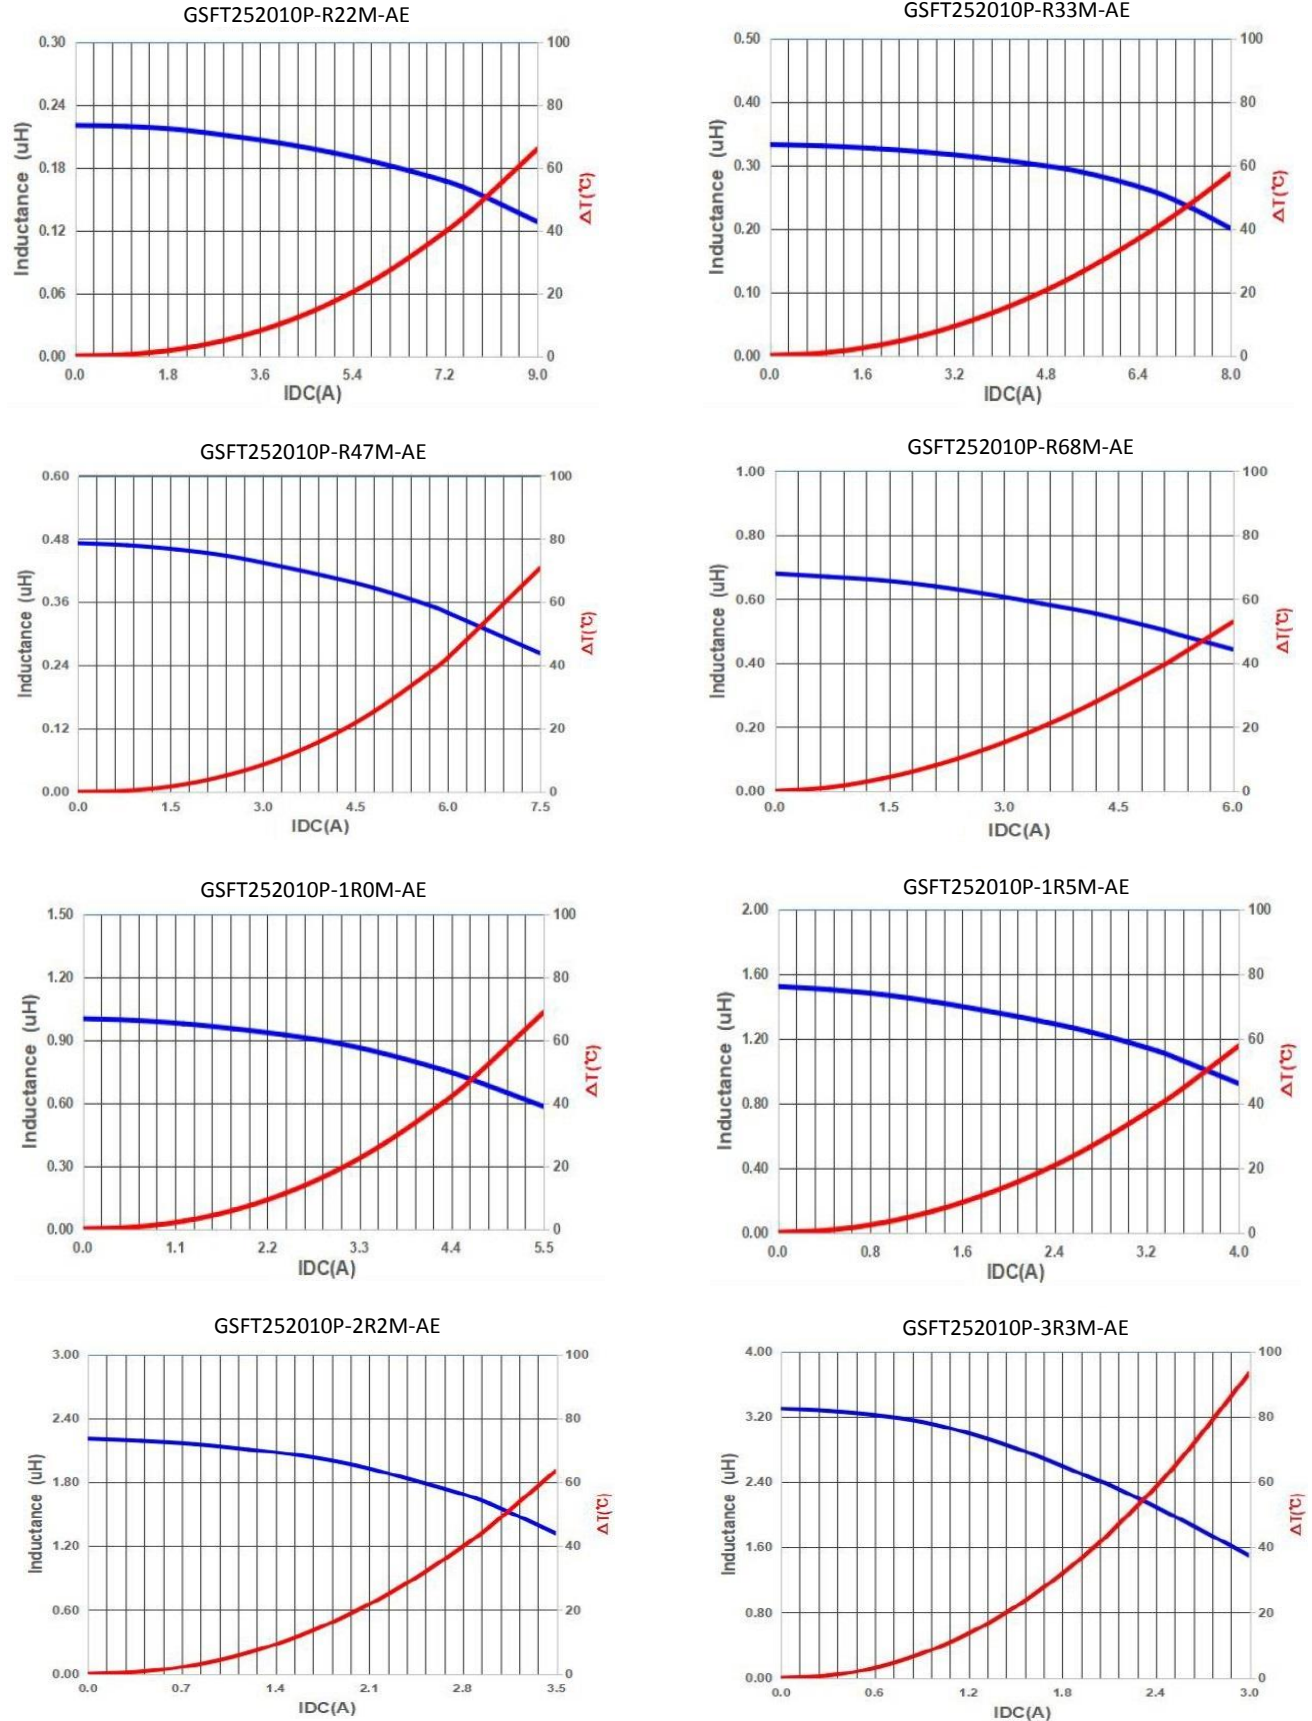 GSFT252010P-R22M-AE
0.30
0.24
0.18
0.12
0.06
0.00
Inductance (uH)
100
80
60
40
20
0
ΔT(℃)
0.0 1.8 3.6 5.4 7.2 9.0
IDC(A)
GSFT252010P-R33M-AE
0.50
0.40
0.30
0.20
0.10
0.00
Inductance (uH)
100
80
60
40
20
0
ΔT(℃)
0.0 1.6 3.2 4.8 6.4 8.0
IDC(A)
GSFT252010P-R47M-AE
0.60
0.48
0.36
0.24
0.12
0.00
Inductance (uH)
100
80
60
40
20
0
ΔT(℃)
0.0 1.5 3.0 4.5 6.0 7.5
IDC(A)
GSFT252010P-R68M-AE
1.00
0.80
0.60
0.40
0.20
0.00
Inductance (uH)
100
80
60
40
20
0
ΔT(℃)
0.0 1.5 3.0 4.5 6.0
IDC(A)
GSFT252010P-1R0M-AE
1.50
1.20
0.90
0.60
0.30
0.00
Inductance (uH)
100
80
60
40
20
0
ΔT(℃)
0.0 1.1 2.2 3.3 4.4 5.5
IDC(A)
GSFT252010P-1R5M-AE
2.00
1.60
1.20
0.80
0.40
0.00
Inductance (uH)
100
80
60
40
20
0
ΔT(℃)
0.0 0.8 1.6 2.4 3.2 4.0
IDC(A)
GSFT252010P-2R2M-AE
3.00
2.40
1.80
1.20
0.60
0.00
Inductance (uH)
100
80
60
40
20
0
ΔT(℃)
0.0 0.7 1.4 2.1 2.8 3.5
IDC(A)
GSFT252010P-3R3M-AE
4.00
3.20
2.40
1.60
0.80
0.00
Inductance (uH)
100
80
60
40
20
0
ΔT(℃)
0.0 0.6 1.2 1.8 2.4 3.0
IDC(A)